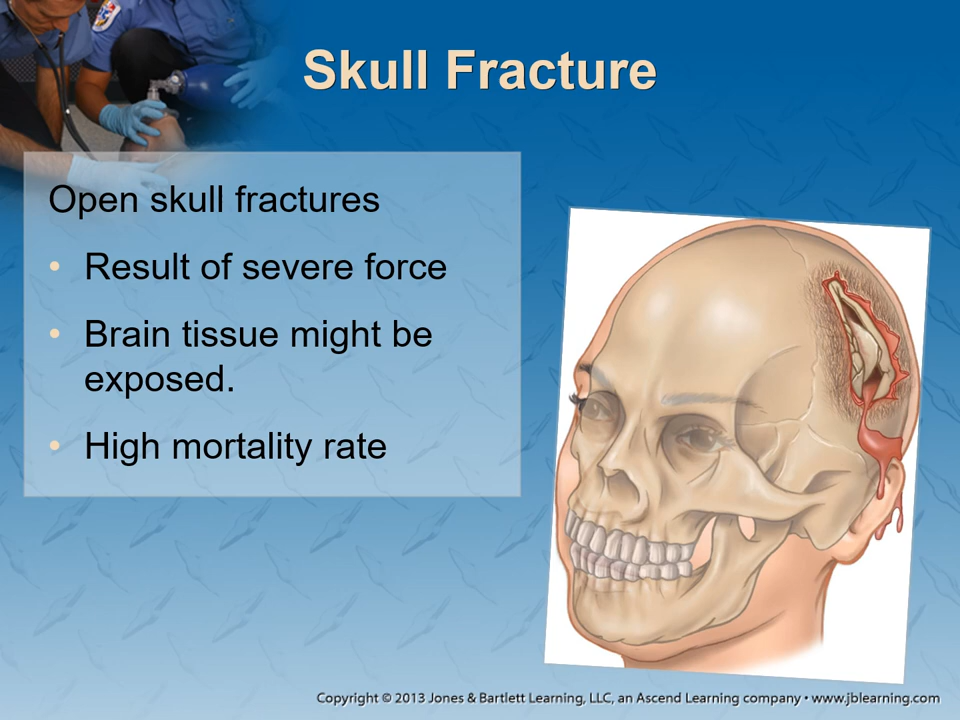 Skull Fracture
Open skull fractures
• Result of severe force
• Brain tissue might be
exposed.
• High mortality rate
Copyright © 2013 Jones & Bartlett Learning, LLC, an Ascend Learning company • www.jblearning.com